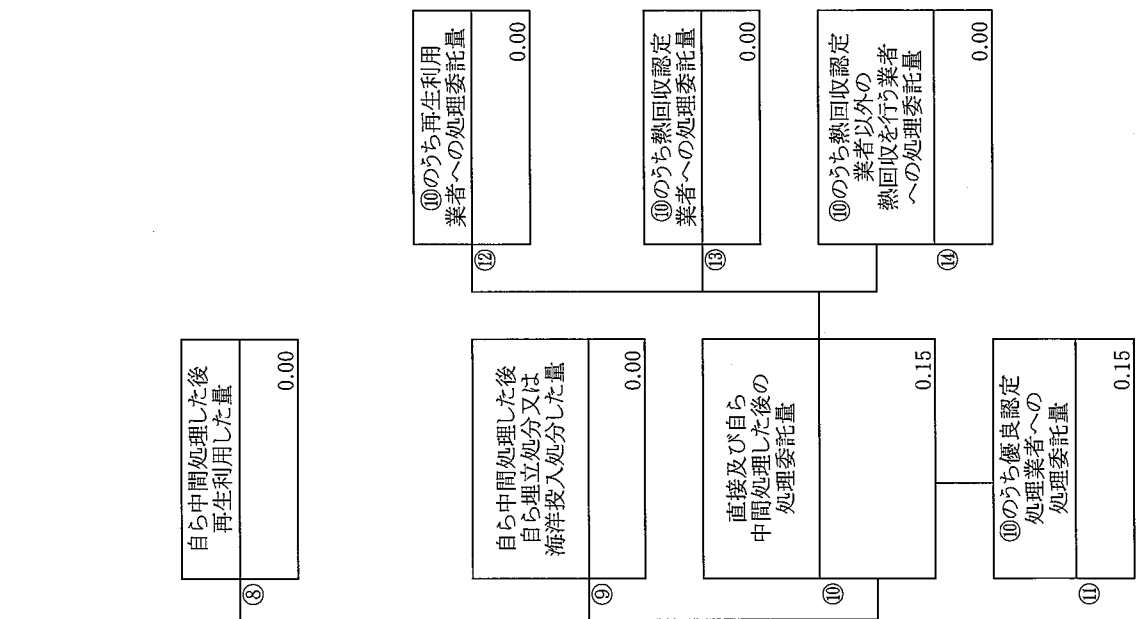 ⑧
自ら中間処理した後
再生利用した量
0.00
⑨
自ら中間処理した後
自ら埋立処分又は
海洋投入処分した量
0.00
⑩
直接及び自ら
中間処理した後の
処理委託量
0.15
⑪
⑩のうち優良認定
処理業者への
処理委託量
0.15
⑫
⑩のうち再生利用
業者への処理委託量
0.00
⑬
⑩のうち熱回収認定
業者への処理委託量
0.00
⑭
⑩のうち熱回収認定
業者以外の
熱回収を行う業者
への処理委託量
0.00